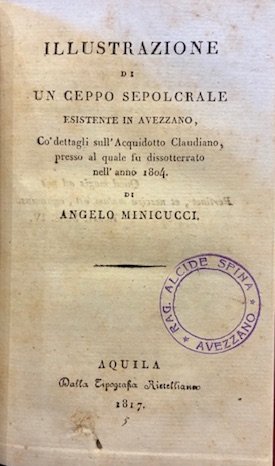 ILLUSTRAZIONE
DI
UN CEPPO SEPOLCRALE
ESISTENTE IN AVEZZANO,
Co' dettagli sull'Acquidotto Claudiano,
presso al quale fu dissotterrato
nell' anno 1804.
DI
ANGELO MINICUCCI.
RAG. ALCIDE SPINA
* AVEZZANO *
AQUILA
Dalla Tipografia Rietelliana
1817.
5